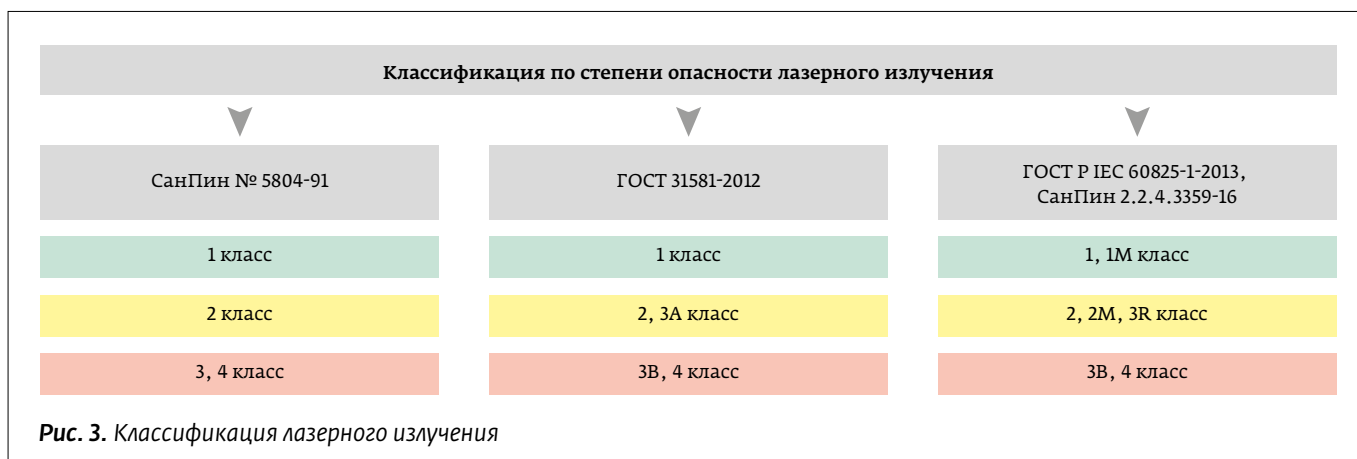 Классификация по степени опасности лазерного излучения
СанПин № 5804-91
ГОСТ 31581-2012
ГОСТ Р IEC 60825-1-2013,
СанПин 2.2.4.3359-16
1 класс
1 класс
1, 1М класс
2 класс
2, 3А класс
2, 2М, 3R класс
3, 4 класс
3В, 4 класс
3В, 4 класс
Рис. 3. Классификация лазерного излучения